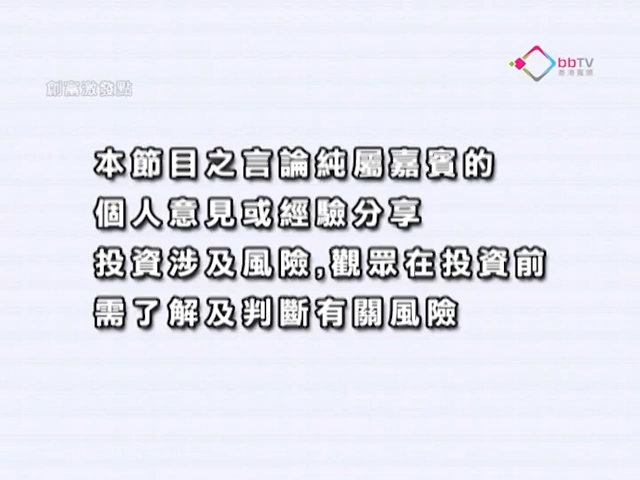 bbTV
香港寬頻
創富激發點
本節目之言論純屬嘉賓的
個人意見或經驗分享
投資涉及風險,觀眾在投資前
需了解及判斷有關風險